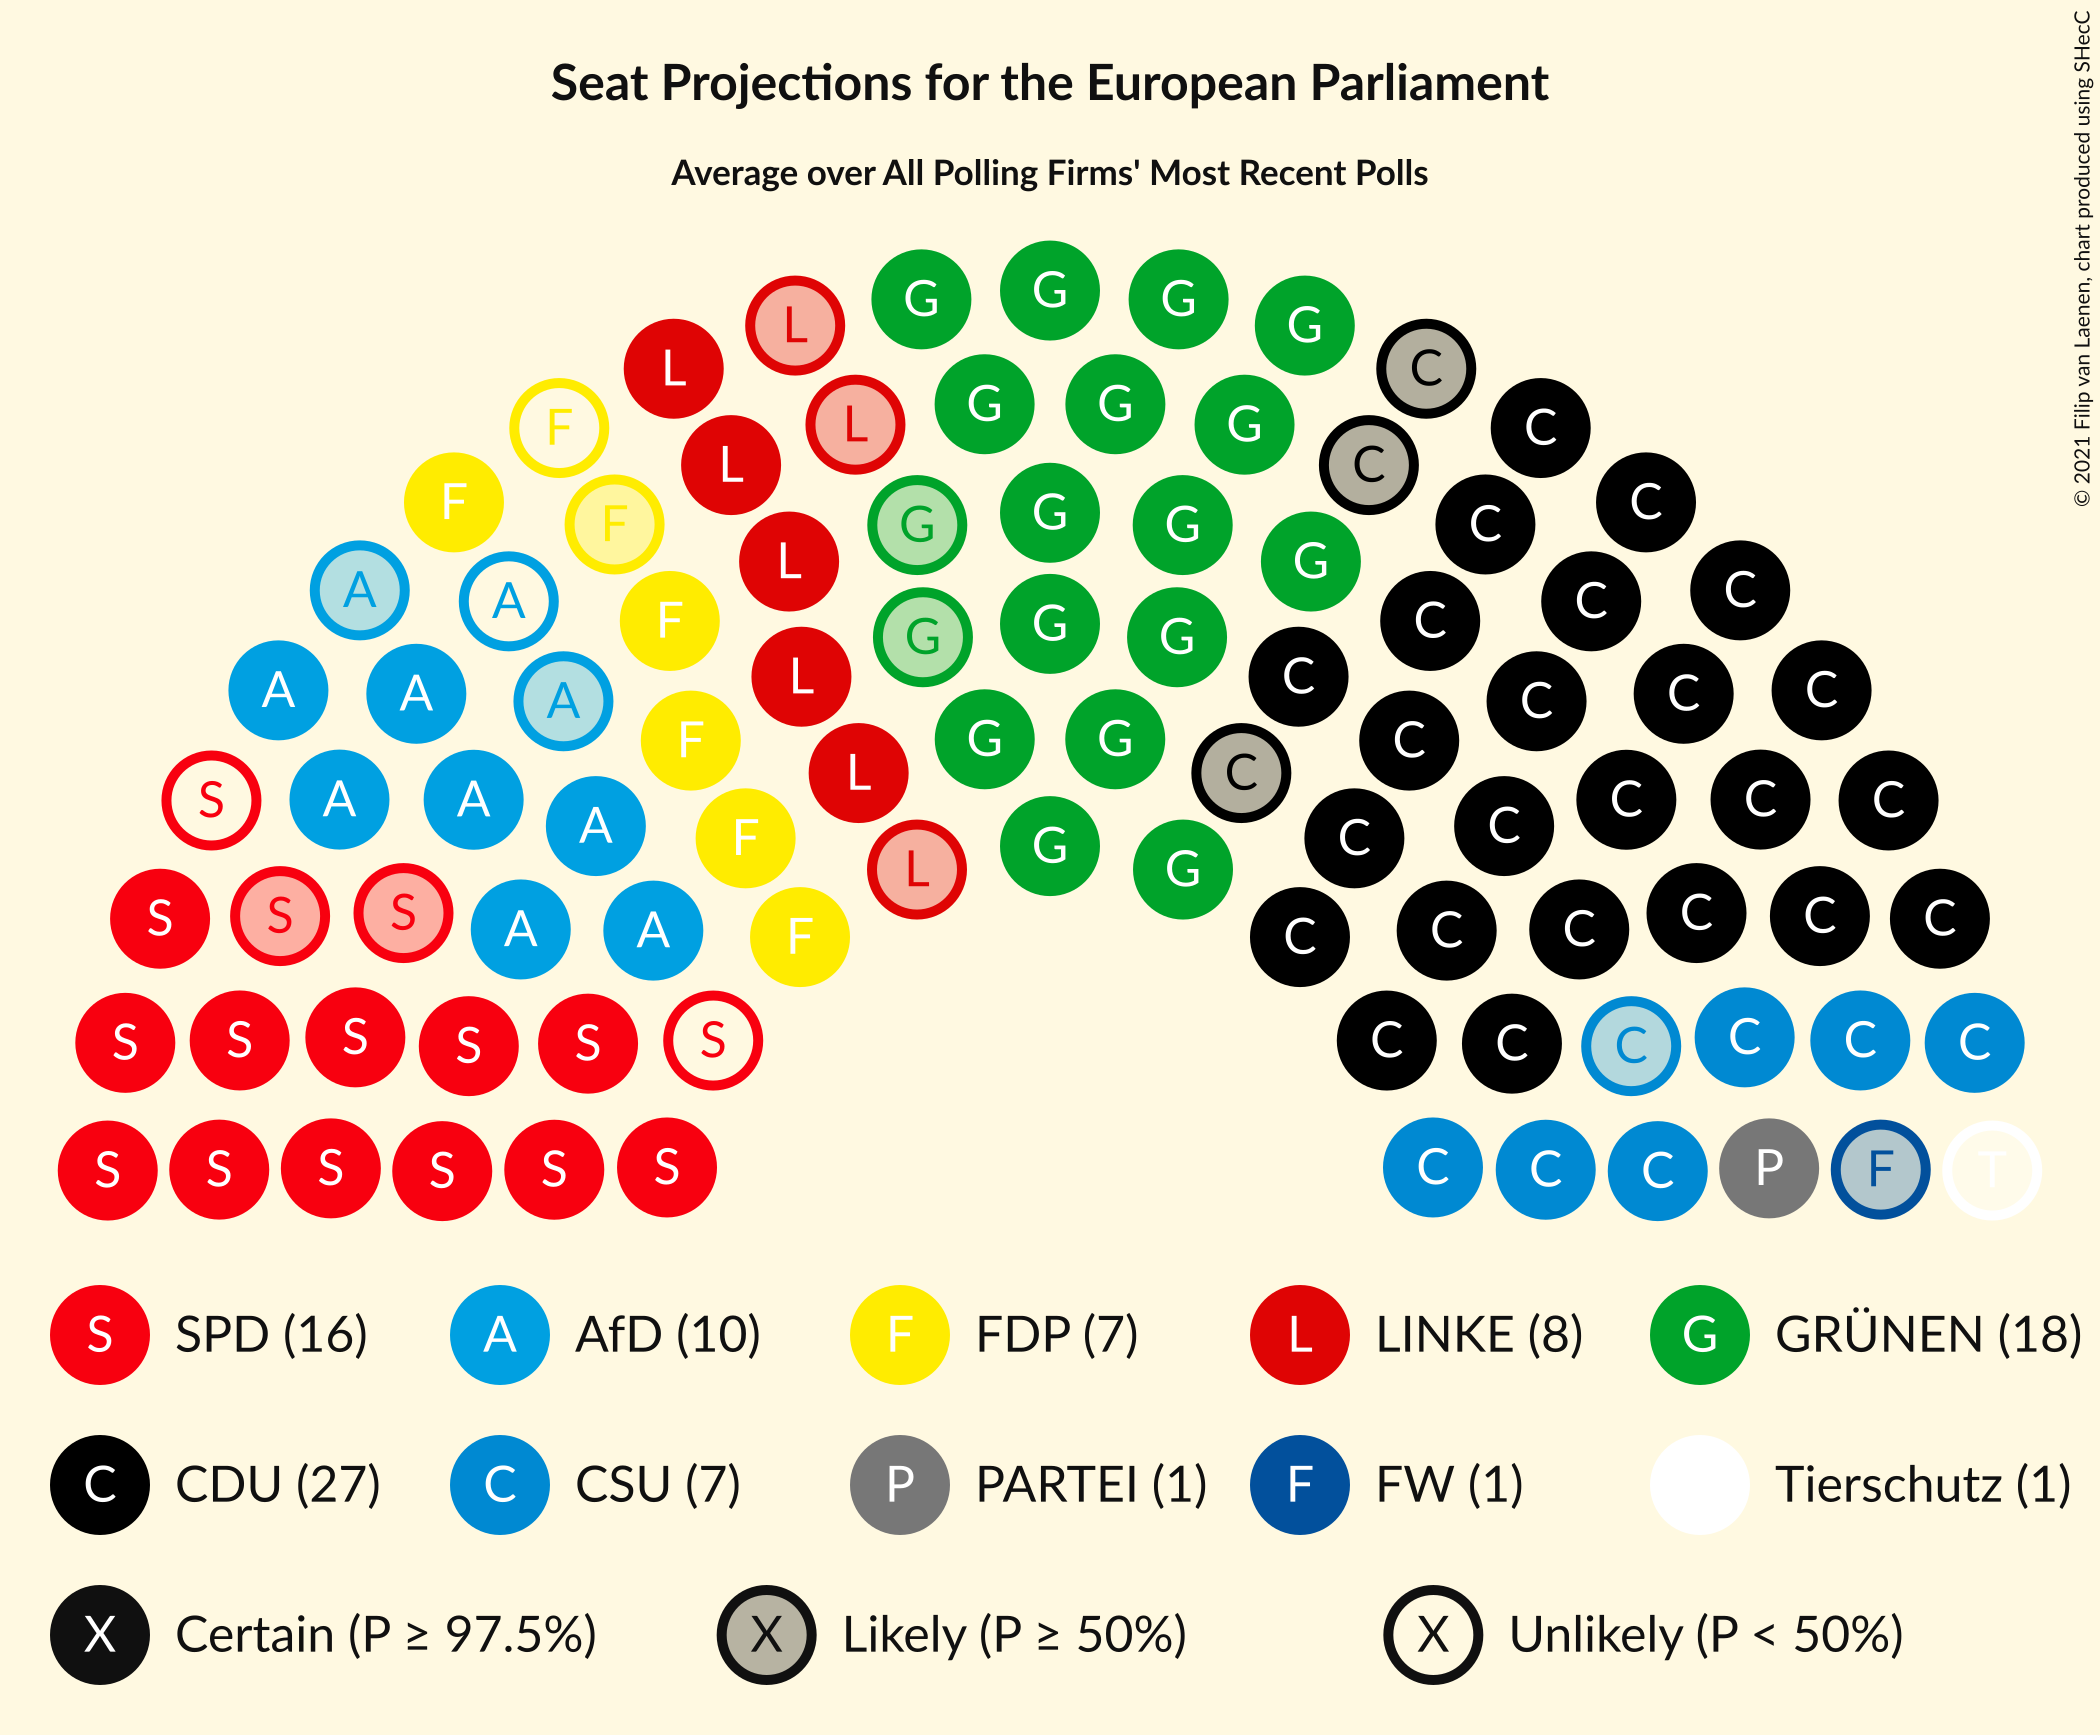 Seat Projections for the European Parliament
Average over All Polling Firms' Most Recent Polls
© 2021 Filip van Laenen, chart produced using SHecC
G G G G
L C
L G G G C
L C
F L L C C
F F G G G G C C
A A F L C C C
L G G G C
A A A F C C C C C
S A A A F L G G C C C C C C
S S S A A F L G G C C C C C C
S S S S S S C C C C C C
S S S S S S C C C P F T
S SPD (16) A AfD (10) F FDP (7) L LINKE (8) G GRÜNEN (18)
C CDU (27) C CSU (7) P PARTEI (1) F FW (1) Tierschutz (1)
X Certain (P ≥ 97.5%) X Likely (P ≥ 50%) X Unlikely (P < 50%)